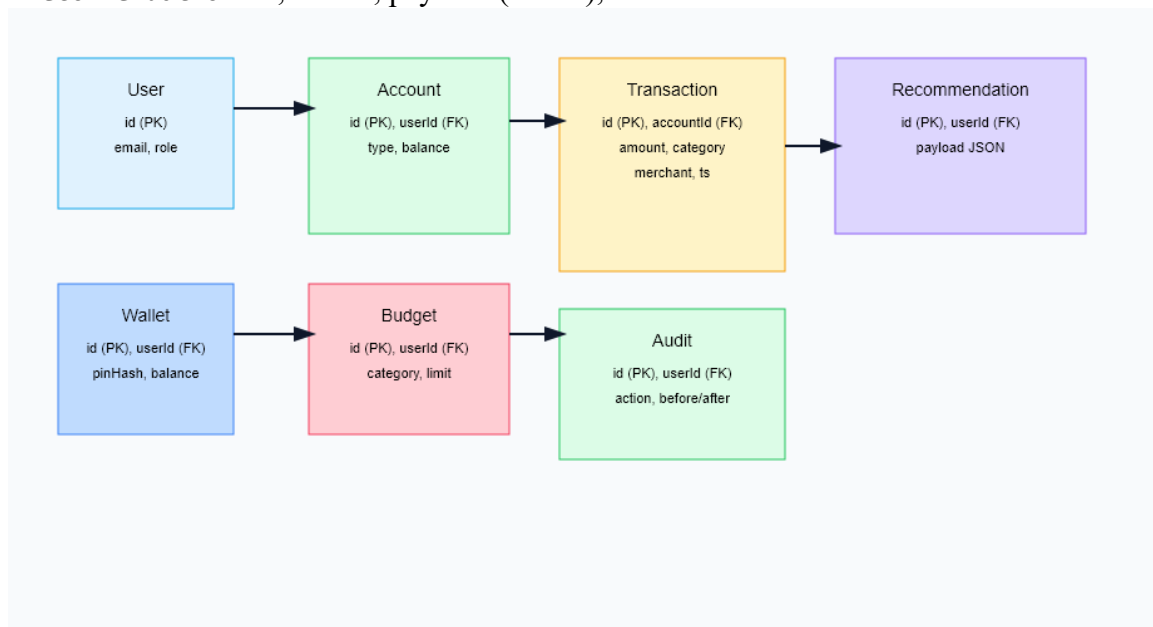 User
id (PK)
email, role
Account
id (PK), userId (FK)
type, balance
Transaction
id (PK), accountId (FK)
amount, category
merchant, ts
Recommendation
id (PK), userId (FK)
payload JSON
Wallet
id (PK), userId (FK)
pinHash, balance
Budget
id (PK), userId (FK)
category, limit
Audit
id (PK), userId (FK)
action, before/after